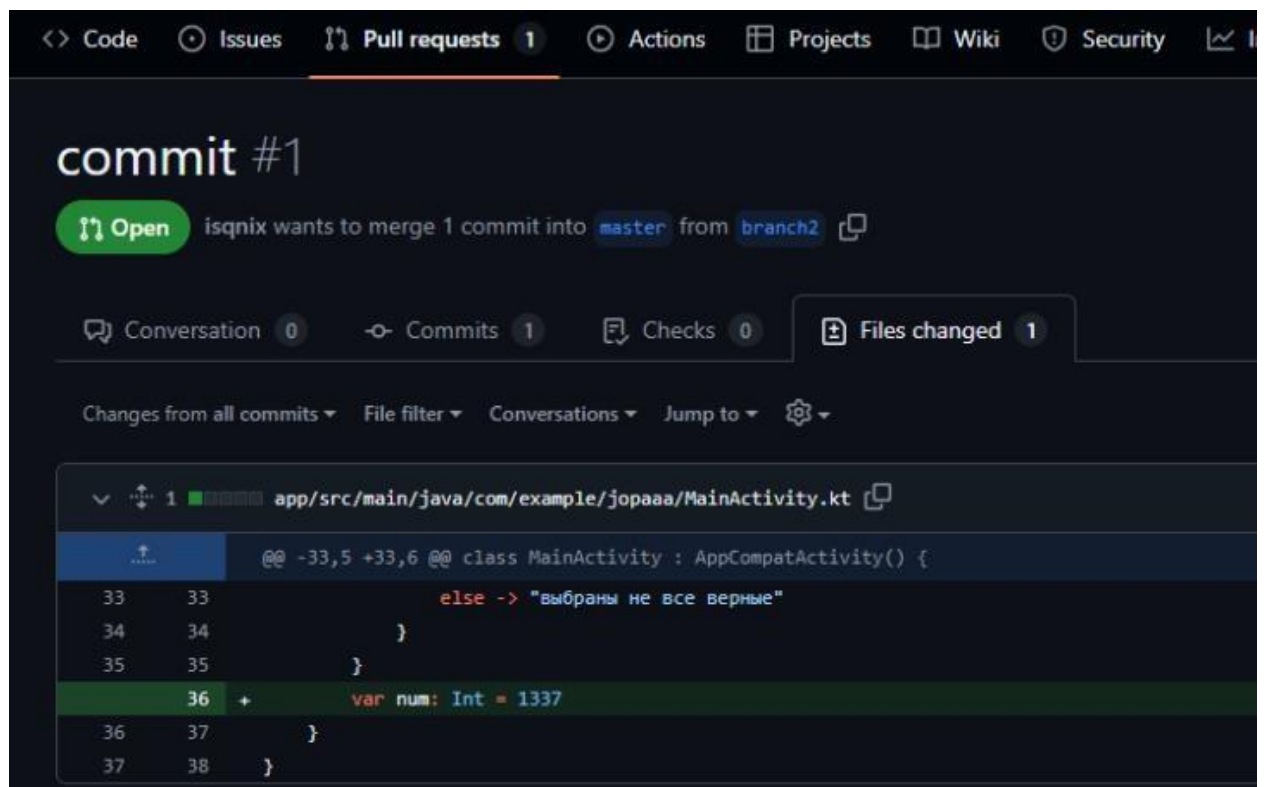 Code Issues Pull requests 1 Actions Projects Wiki Security
commit #1
Open isqnix wants to merge 1 commit into master from branch2
Conversation 0 Commits 1 Checks 0 Files changed 1
Changes from all commits File filter Conversations Jump to
1 app/src/main/java/com/example/jopaaa/MainActivity.kt
@@ -33,5 +33,6 @@ class MainActivity : AppCompatActivity() {
33 33 else -> "выбраны не все верные"
34 34 }
35 35 }
36 + var num: Int = 1337
36 37 }
37 38 }